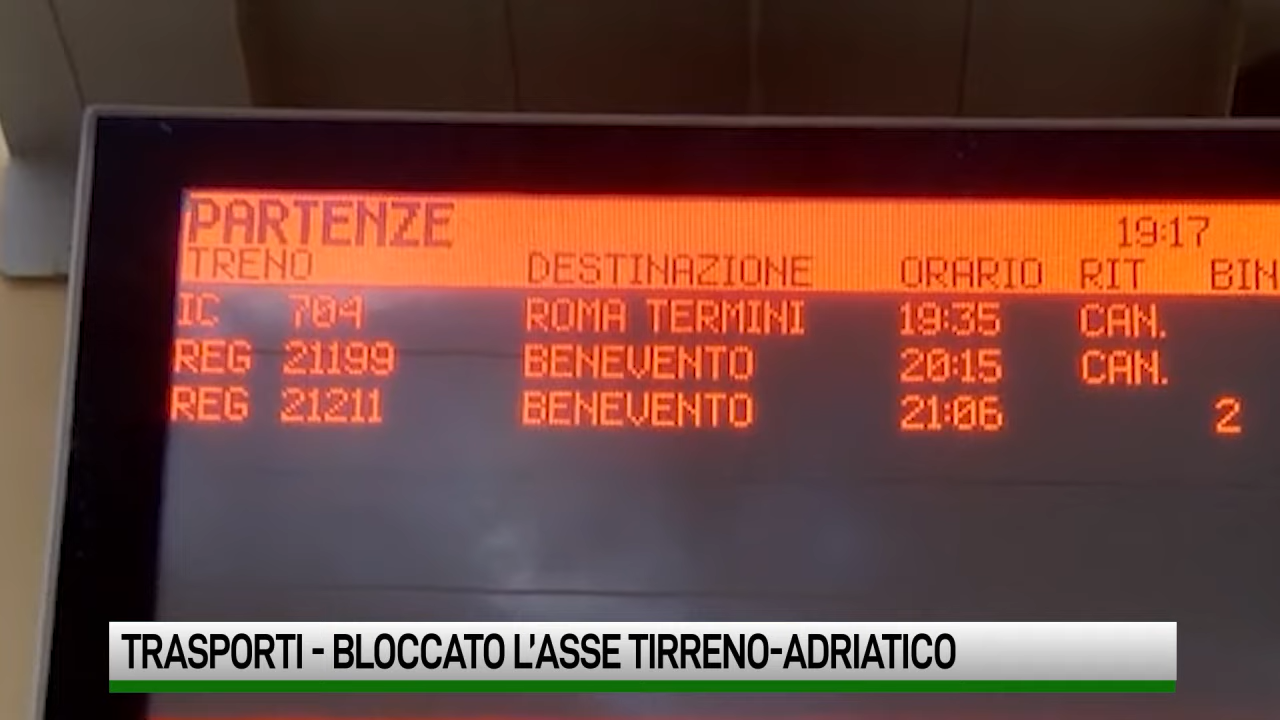 PARTENZE 19:17
TRENO DESTINAZIONE ORARIO RIT BIN
IC 704 ROMA TERMINI 19:35 CAN.
REG 21199 BENEVENTO 20:15 CAN.
REG 21211 BENEVENTO 21:06 2
TRASPORTI - BLOCCATO L'ASSE TIRRENO-ADRIATICO